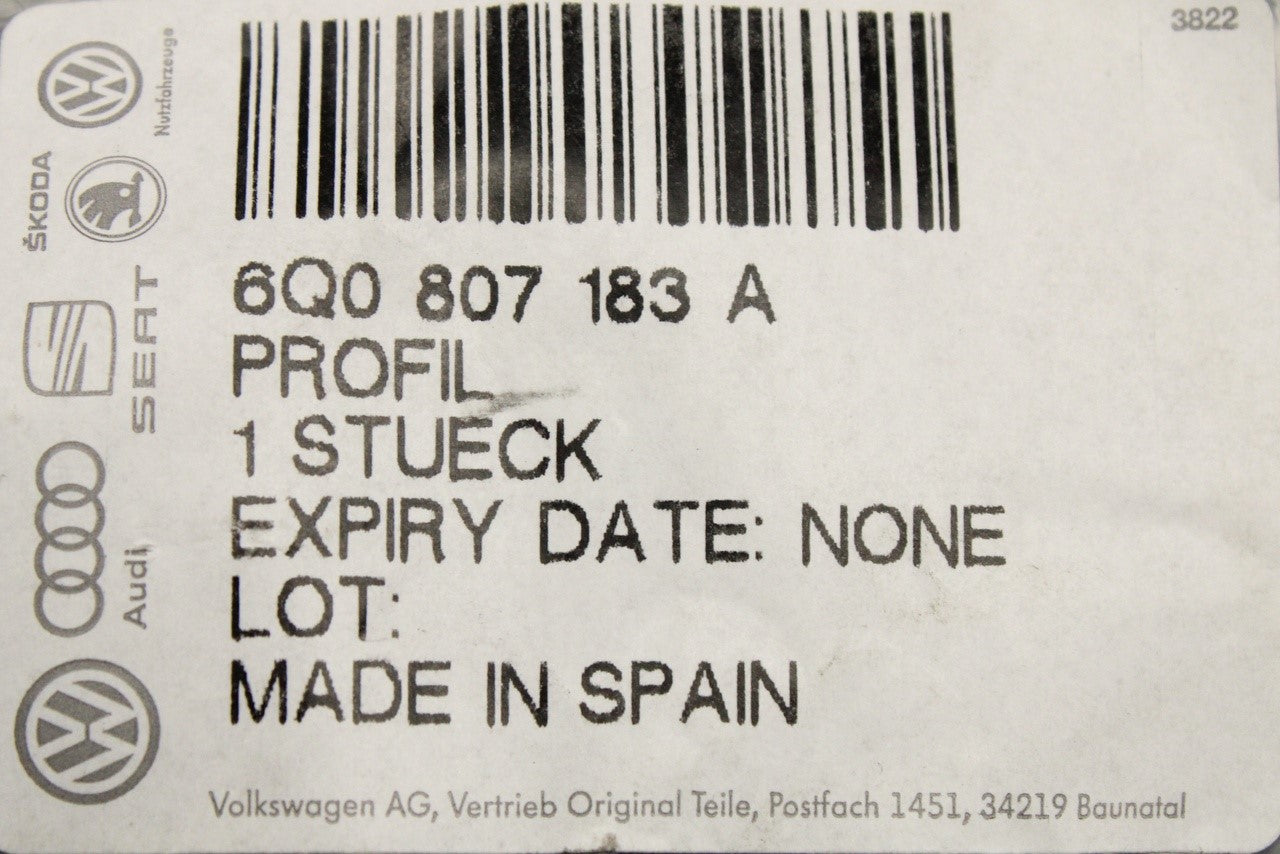 3822
Nutzfahrzeuge
ŠKODA
SEAT
Audi
6Q0 807 183 A
PROFIL
1 STUECK
EXPIRY DATE: NONE
LOT:
MADE IN SPAIN
Volkswagen AG, Vertrieb Original Teile, Postfach 1451, 34219 Baunatal